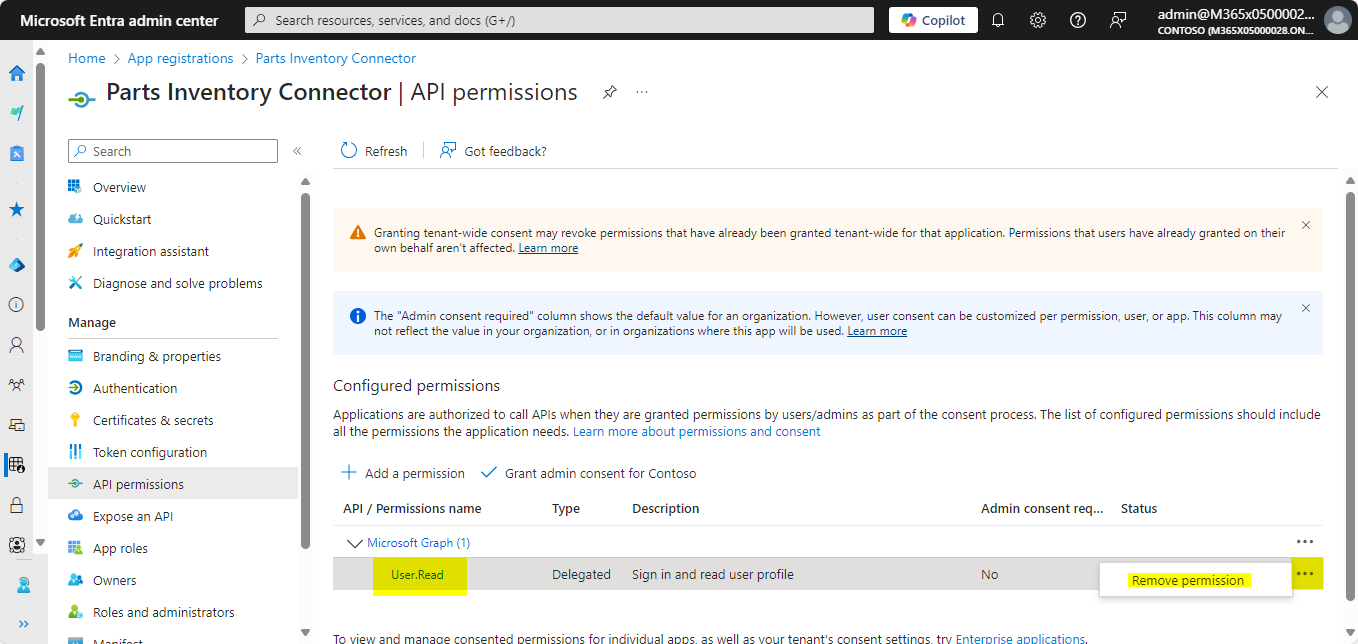 Microsoft Entra admin center
Search resources, services, and docs (G+/)
Copilot
admin@M365x0500002...
CONTOSO (M365X05000028.ON...
Home > App registrations > Parts Inventory Connector
Parts Inventory Connector | API permissions
Search
Refresh
Got feedback?
Overview
Quickstart
Integration assistant
Diagnose and solve problems
Manage
Branding & properties
Authentication
Certificates & secrets
Token configuration
API permissions
Expose an API
App roles
Owners
Roles and administrators
Manifest
Granting tenant-wide consent may revoke permissions that have already been granted tenant-wide for that application. Permissions that users have already granted on their
own behalf aren't affected. Learn more
The "Admin consent required" column shows the default value for an organization. However, user consent can be customized per permission, user, or app. This column may
not reflect the value in your organization, or in organizations where this app will be used. Learn more
Configured permissions
Applications are authorized to call APIs when they are granted permissions by users/admins as part of the consent process. The list of configured permissions should include
all the permissions the application needs. Learn more about permissions and consent
Add a permission
Grant admin consent for Contoso
API / Permissions name Type Description Admin consent req... Status
Microsoft Graph (1)
User.Read Delegated Sign in and read user profile No
Remove permission
To view and manage consented permissions for individual apps, as well as your tenant's consent settings, try Enterprise applications.